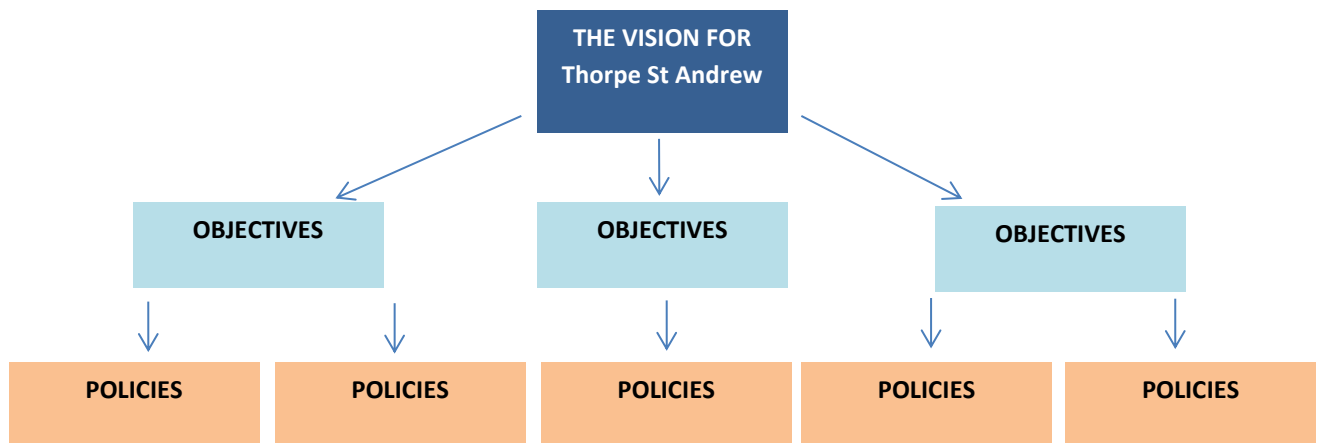 THE VISION FOR
Thorpe St Andrew
OBJECTIVES
OBJECTIVES
OBJECTIVES
POLICIES
POLICIES
POLICIES
POLICIES
POLICIES